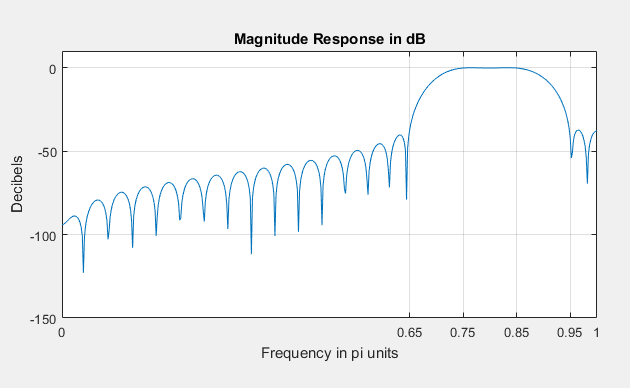 Magnitude Response in dB
0
-50
-100
-150
Decibels
0 0.65 0.75 0.85 0.95 1
Frequency in pi units